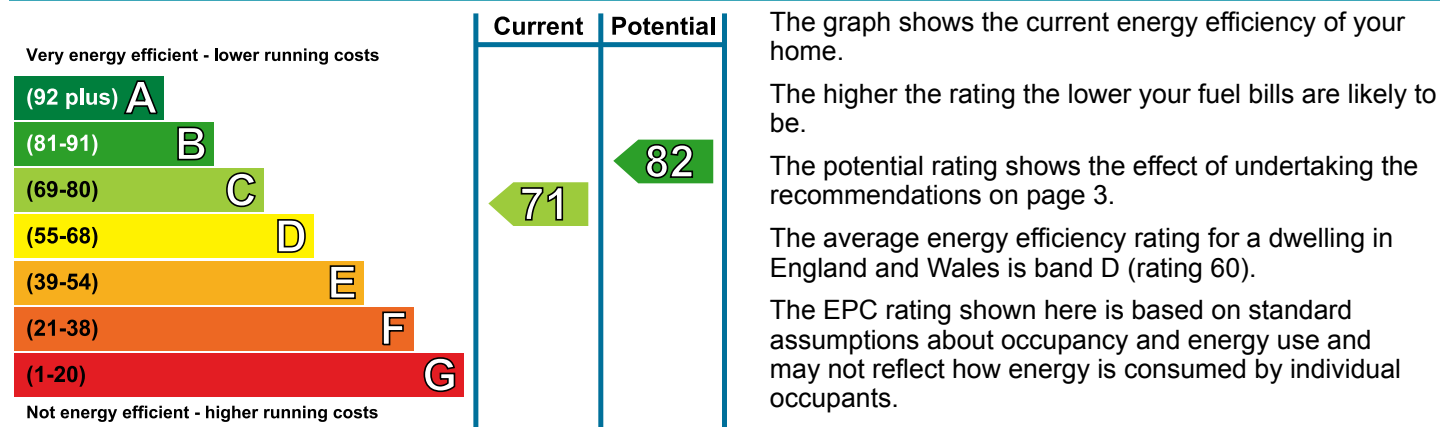 Current Potential
Very energy efficient - lower running costs
(92 plus) A
(81-91) B
(69-80) C
(55-68) D
(39-54) E
(21-38) F
(1-20) G
Not energy efficient - higher running costs
71
82
The graph shows the current energy efficiency of your
home.
The higher the rating the lower your fuel bills are likely to
be.
The potential rating shows the effect of undertaking the
recommendations on page 3.
The average energy efficiency rating for a dwelling in
England and Wales is band D (rating 60).
The EPC rating shown here is based on standard
assumptions about occupancy and energy use and
may not reflect how energy is consumed by individual
occupants.